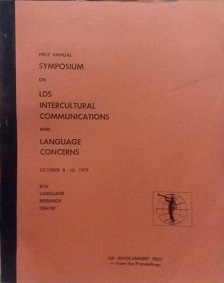 FIRST ANNUAL
SYMPOSIUM
ON
LDS
INTERCULTURAL
COMMUNICATIONS
AND
LANGUAGE
CONCERNS
OCTOBER 8-10, 1975
BYU
LANGUAGE
RESEARCH
CENTER
AN INVOLVEMENT TEXT
— From the Proceedings